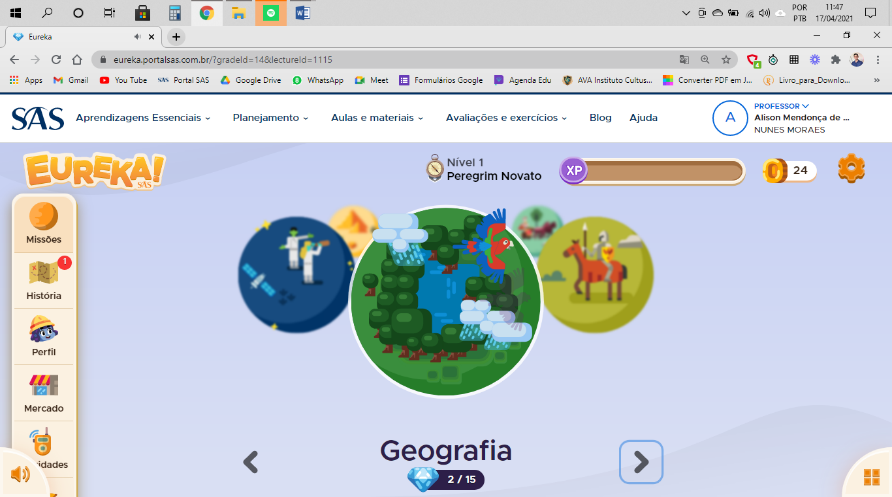 POR
PTB
11:47
17/04/2021
Eureka
eureka.portalsas.com.br/?gradeId=14&lectureId=1115
Apps
Gmail
You Tube
SAS Portal SAS
Google Drive
WhatsApp
Meet
Formulários Google
Agenda Edu
AVA Instituto Cultus...
Converter PDF em J...
Livro_para_Downlo...
»
SAS
Aprendizagens Essenciais
Planejamento
Aulas e materiais
Avaliações e exercícios
Blog
Ajuda
A
PROFESSOR
Alison Mendonça de ...
NUNES MORAES
EUREKA!
SAS
Nível 1
Peregrim Novato
XP
24
Missões
1
História
Perfil
Mercado
idades
Geografia
2 / 15